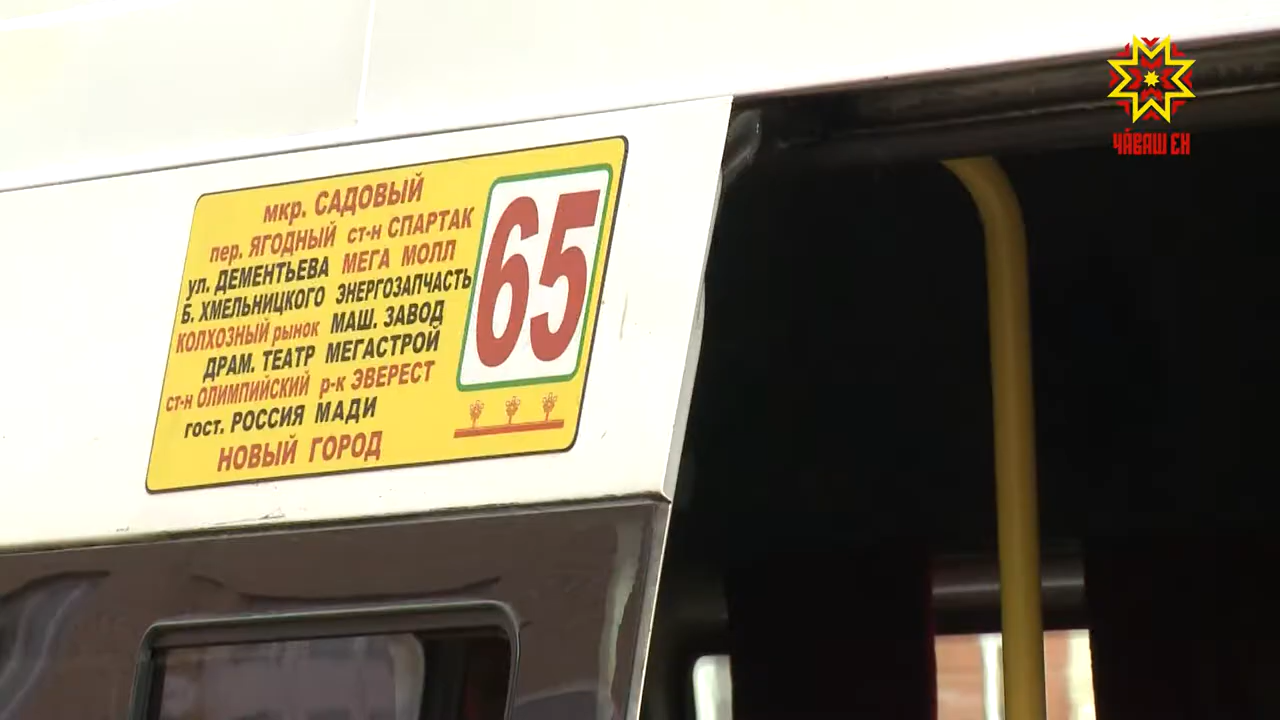 мкр. САДОВЫЙ
пер. ЯГОДНЫЙ ст-н СПАРТАК
ул. ДЕМЕНТЬЕВА МЕГА МОЛЛ
Б. ХМЕЛЬНИЦКОГО ЭНЕРГОЗАПЧАСТЬ
КОЛХОЗНЫЙ рынок МАШ. ЗАВОД
ДРАМ. ТЕАТР МЕГАСТРОЙ
ст-н ОЛИМПИЙСКИЙ р-к ЭВЕРЕСТ
гост. РОССИЯ МАДИ
НОВЫЙ ГОРОД
65
ЧӐВАШ ЕН